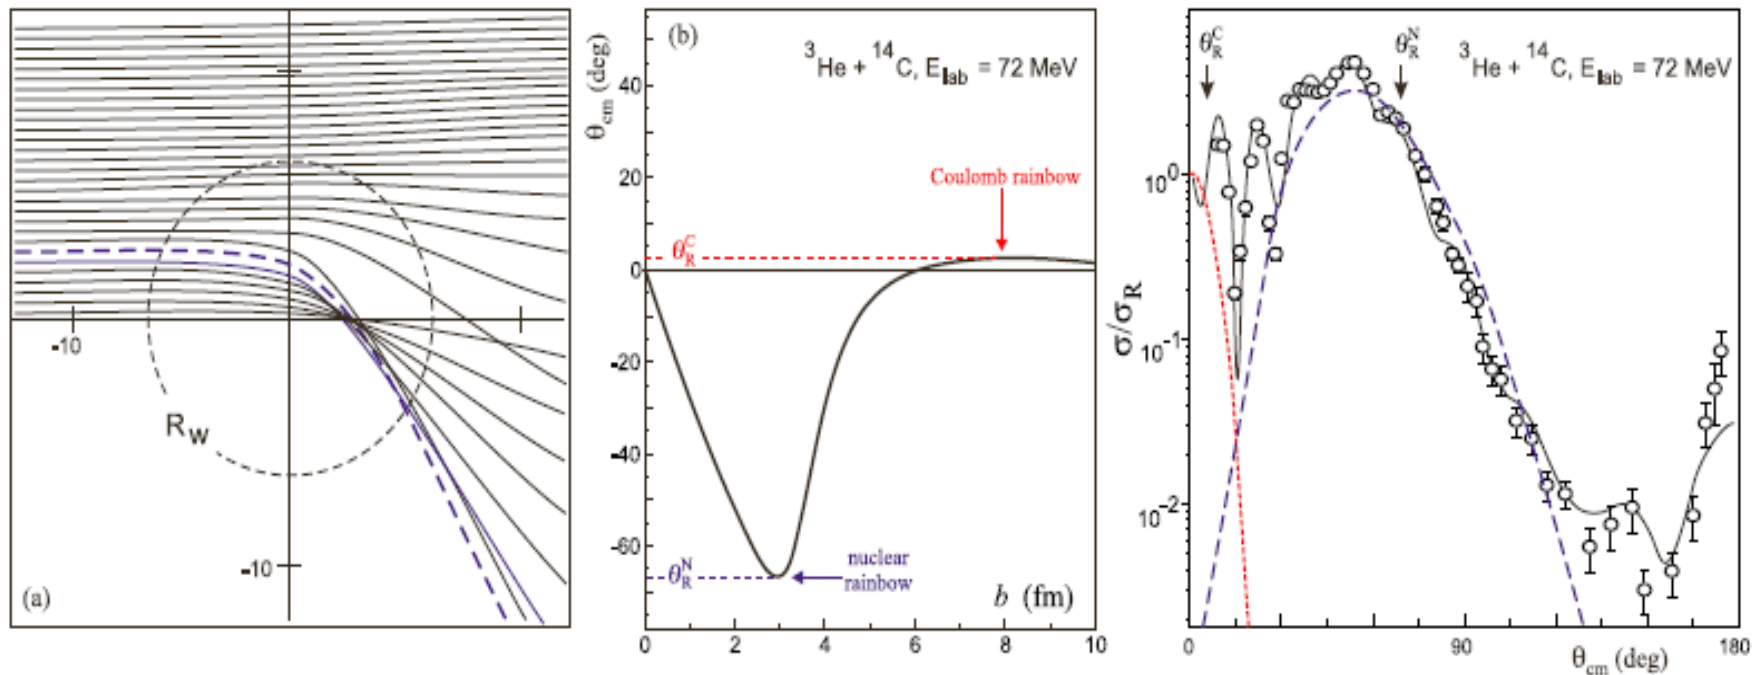 -10
R_W
-10
(a)
(b)
³He + ¹⁴C, E_lab = 72 MeV
θ_cm (deg)
40
20
0
-20
-40
-60
Coulomb rainbow
θ_R^C
θ_R^N
nuclear
rainbow
b (fm)
0 2 4 6 8 10
θ_R^C
θ_R^N
³He + ¹⁴C, E_lab = 72 MeV
σ/σ_R
10⁰
10⁻¹
10⁻²
0 90 180
θ_cm (deg)